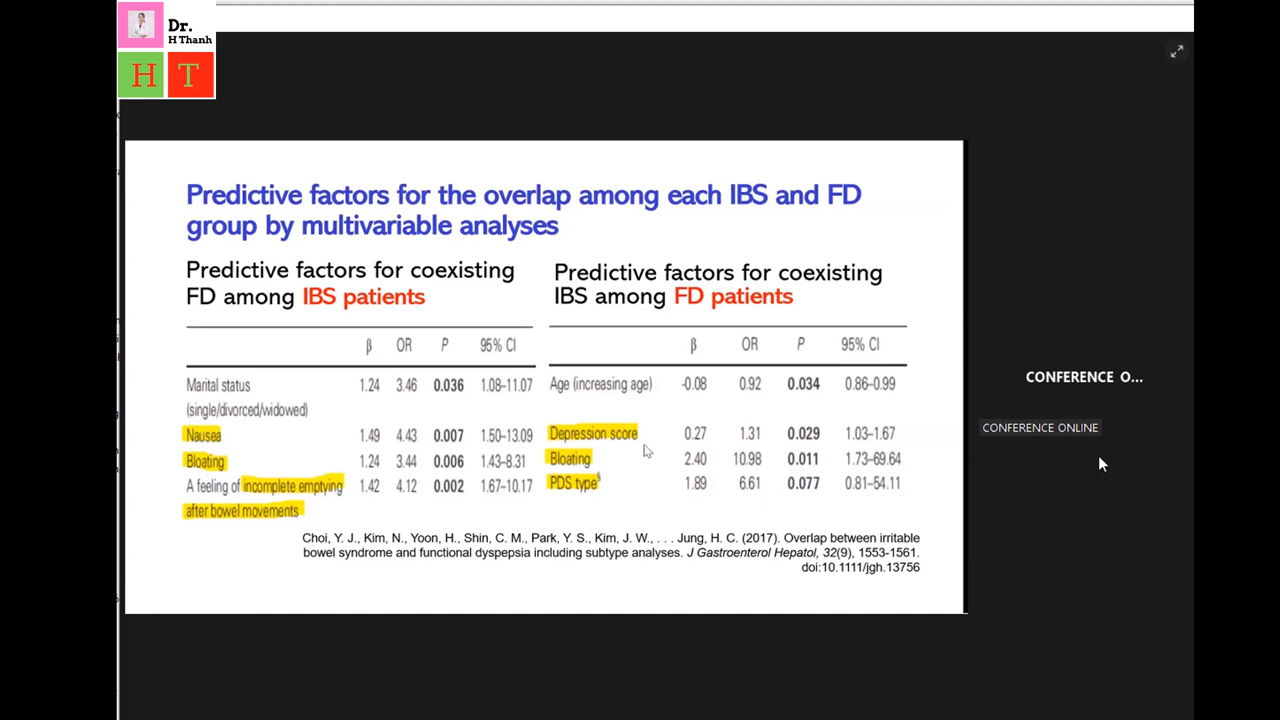 Dr.
H Thanh
H T
Predictive factors for the overlap among each IBS and FD
group by multivariable analyses
Predictive factors for coexisting
FD among IBS patients
β OR P 95% CI
Marital status 1.24 3.46 0.036 1.08–11.07
(single/divorced/widowed)
Nausea 1.49 4.43 0.007 1.50–13.09
Bloating 1.24 3.44 0.006 1.43–8.31
A feeling of incomplete emptying 1.42 4.12 0.002 1.67–10.17
after bowel movements
Predictive factors for coexisting
IBS among FD patients
β OR P 95% CI
Age (increasing age) -0.08 0.92 0.034 0.86–0.99
Depression score 0.27 1.31 0.029 1.03–1.67
Bloating 2.40 10.98 0.011 1.73–69.64
PDS type§ 1.89 6.61 0.077 0.81–54.11
Choi, Y. J., Kim, N., Yoon, H., Shin, C. M., Park, Y. S., Kim, J. W., . . . Jung, H. C. (2017). Overlap between irritable
bowel syndrome and functional dyspepsia including subtype analyses. J Gastroenterol Hepatol, 32(9), 1553-1561.
doi:10.1111/jgh.13756
CONFERENCE O...
CONFERENCE ONLINE